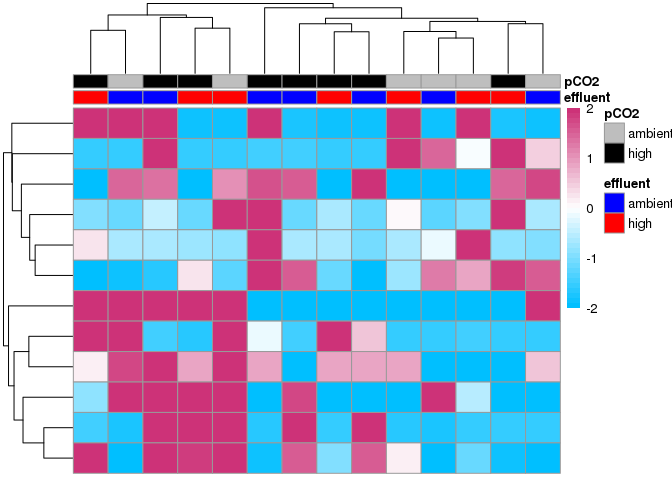 pCO2
effluent
2
1
0
-1
-2
pCO2
ambient
high
effluent
ambient
high